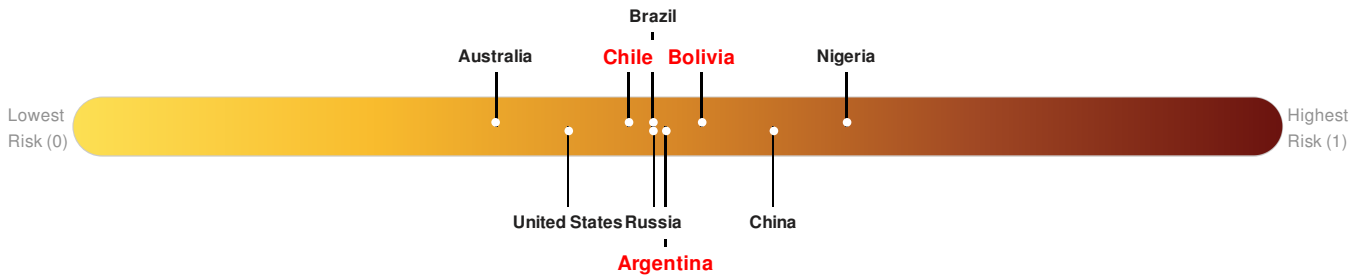 Brazil
Australia
Chile
Bolivia
Nigeria
Lowest
Risk (0)
Highest
Risk (1)
United States
Russia
China
Argentina